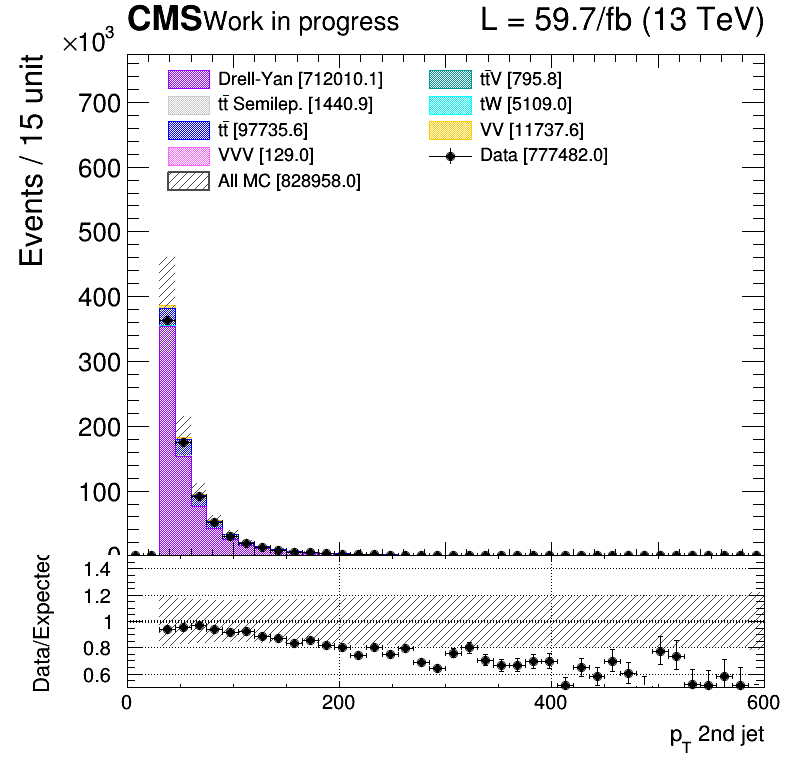 CMS Work in progress L = 59.7/fb (13 TeV)
×10³
Drell-Yan [712010.1]
tt̄V [795.8]
tt̄ Semilep. [1440.9]
tW [5109.0]
tt̄ [97735.6]
VV [11737.6]
VVV [129.0]
Data [777482.0]
All MC [828958.0]
Events / 15 unit
700
600
500
400
300
200
100
0
Data/Expected
1.4
1.2
1
0.8
0.6
0 200 400 600
p_T 2nd jet